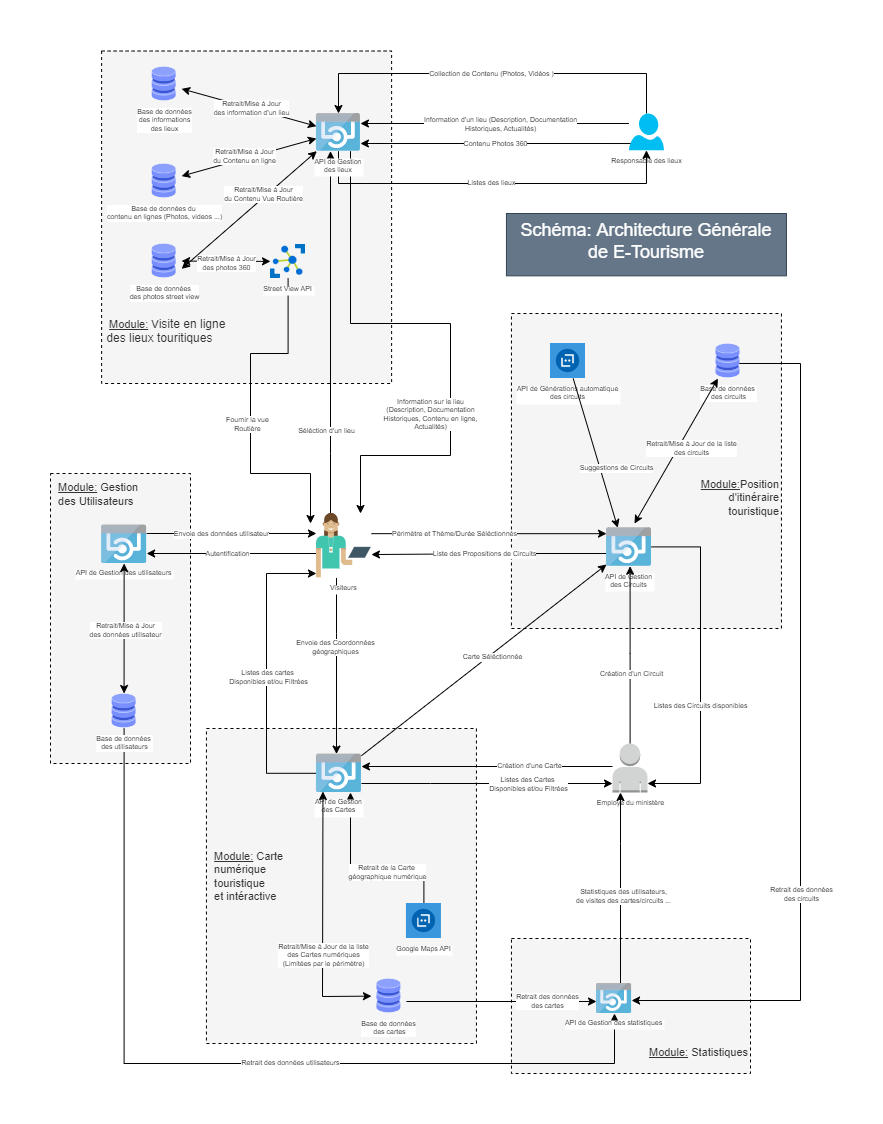 Collection de Contenu (Photos, Vidéos )
Base de données
des informations
des lieux
Retrait/Mise à Jour
des information d'un lieu
Information d'un lieu (Description, Documentation
Historiques, Actualités)
Contenu Photos 360
API de Gestion
des lieux
Responsable des lieux
Retrait/Mise à Jour
du Contenu en ligne
Listes des lieux
Base de données du
contenu en lignes (Photos, videos ...)
Retrait/Mise à Jour
du Contenu Vue Routière
Schéma: Architecture Générale
de E-Tourisme
Retrait/Mise à Jour
des photos 360
Base de données
des photos street view
Street View API
Module: Visite en ligne
des lieux touritiques
API de Générations automatique
des circuits
Base de données
des circuits
Fournir la vue
Routière
Séléction d'un lieu
Information sur le lieu
(Description, Documentation
Historiques, Contenu en ligne,
Actualités)
Retrait/Mise à Jour de la liste
des circuits
Suggestions de Circuits
Module:Position
d'itinéraire
touristique
Module: Gestion
des Utilisateurs
Envoie des données utilisateur
Autentification
Périmètre et Thème/Durée Séléctionnés
Liste des Propositions de Circuits
API de Gestion des utilisateurs
Visiteurs
API de Gestion
des Circuits
Retrait/Mise à Jour
des données utilisateur
Envoie des Coordonnées
géographiques
Carte Séléctionnée
Listes des cartes
Disponibles et/ou Filtrées
Création d'un Circuit
Listes des Circuits disponibles
Base de données
des utilisateurs
Création d'une Carte
Listes des Cartes
Disponibles et/ou Filtrées
API de Gestion
des Cartes
Employé du ministère
Module: Carte
numérique
touristique
et intéractive
Retrait de la Carte
géographique numérique
Statistiques des utilisateurs,
de visites des cartes/circuits ...
Retrait des données
des circuits
Google Maps API
Retrait/Mise à Jour de la liste
des Cartes numériques
(Limitées par le périmètre)
Base de données
des cartes
Retrait des données
des cartes
API de Gestion des statistiques
Module: Statistiques
Retrait des données utilisateurs